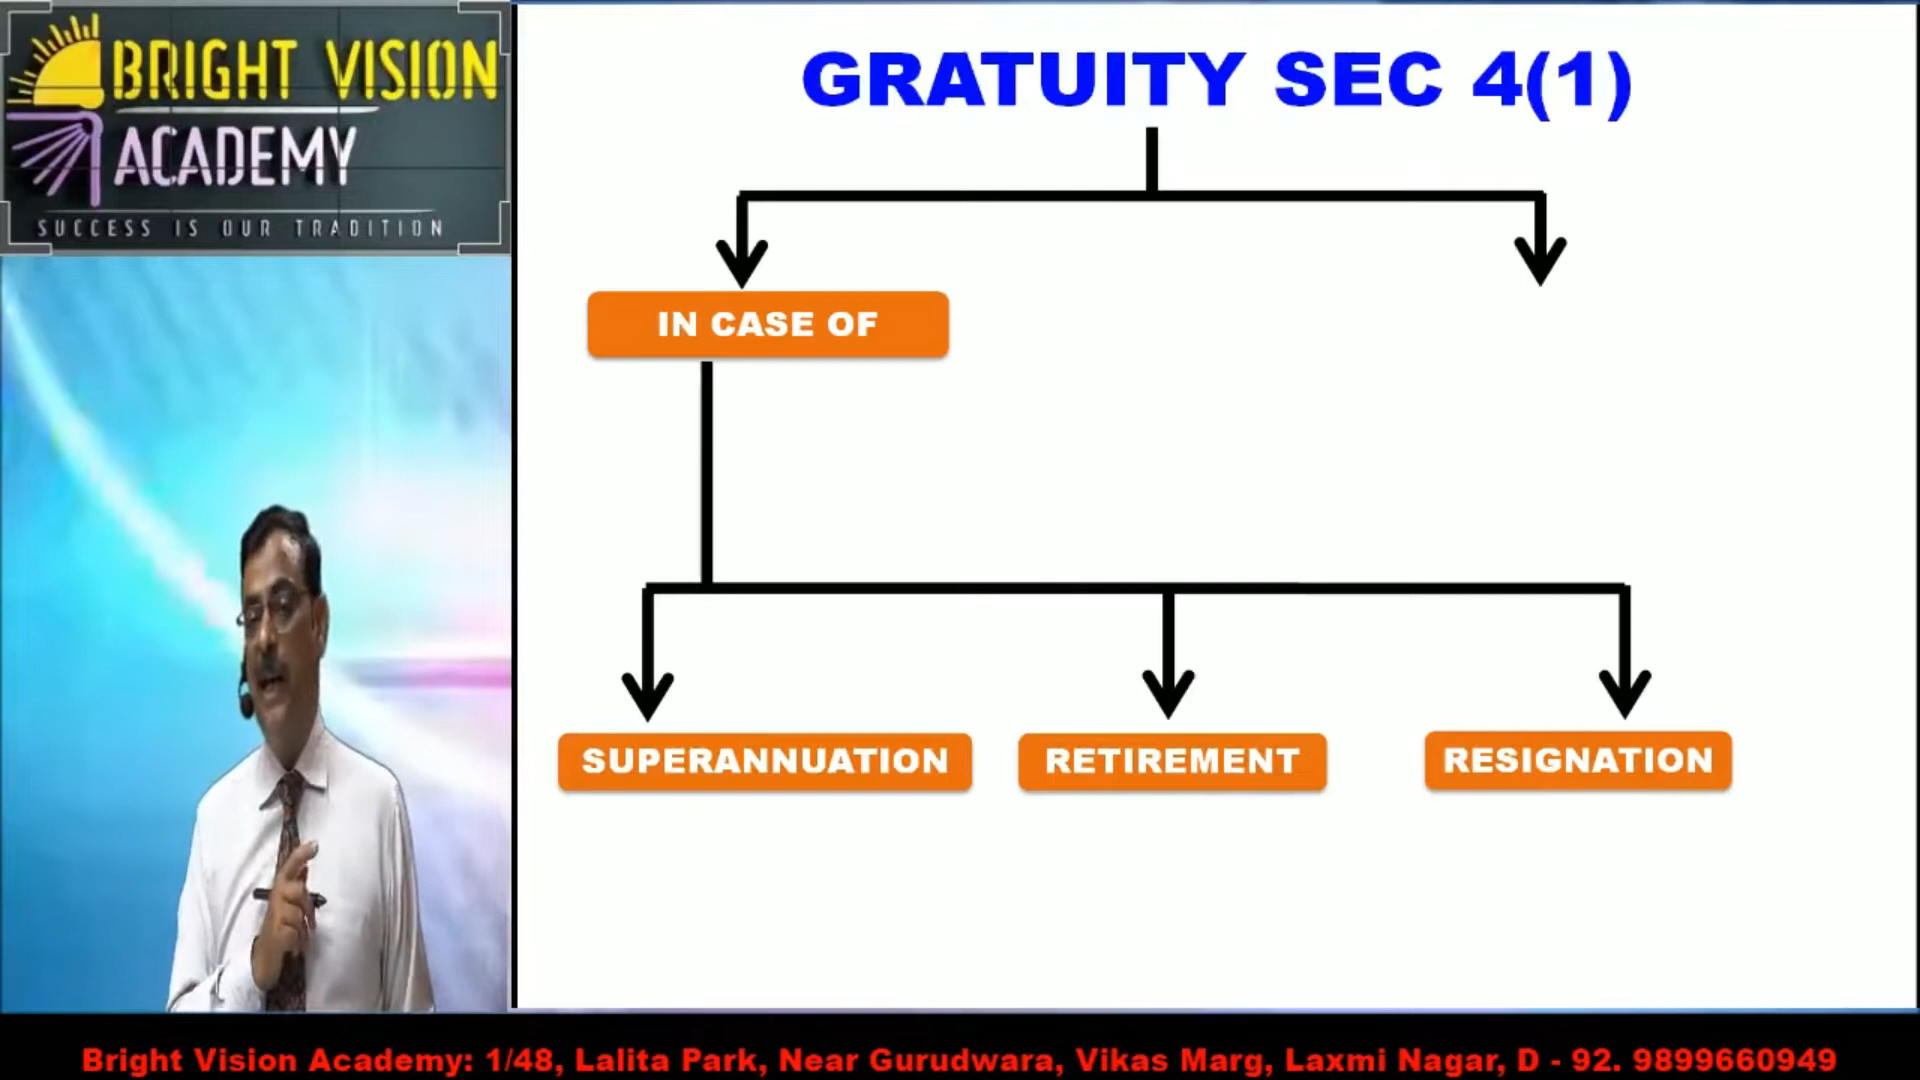 BRIGHT VISION
ACADEMY
SUCCESS IS OUR TRADITION
GRATUITY SEC 4(1)
IN CASE OF
SUPERANNUATION
RETIREMENT
RESIGNATION
Bright Vision Academy: 1/48, Lalita Park, Near Gurudwara, Vikas Marg, Laxmi Nagar, D - 92. 9899660949